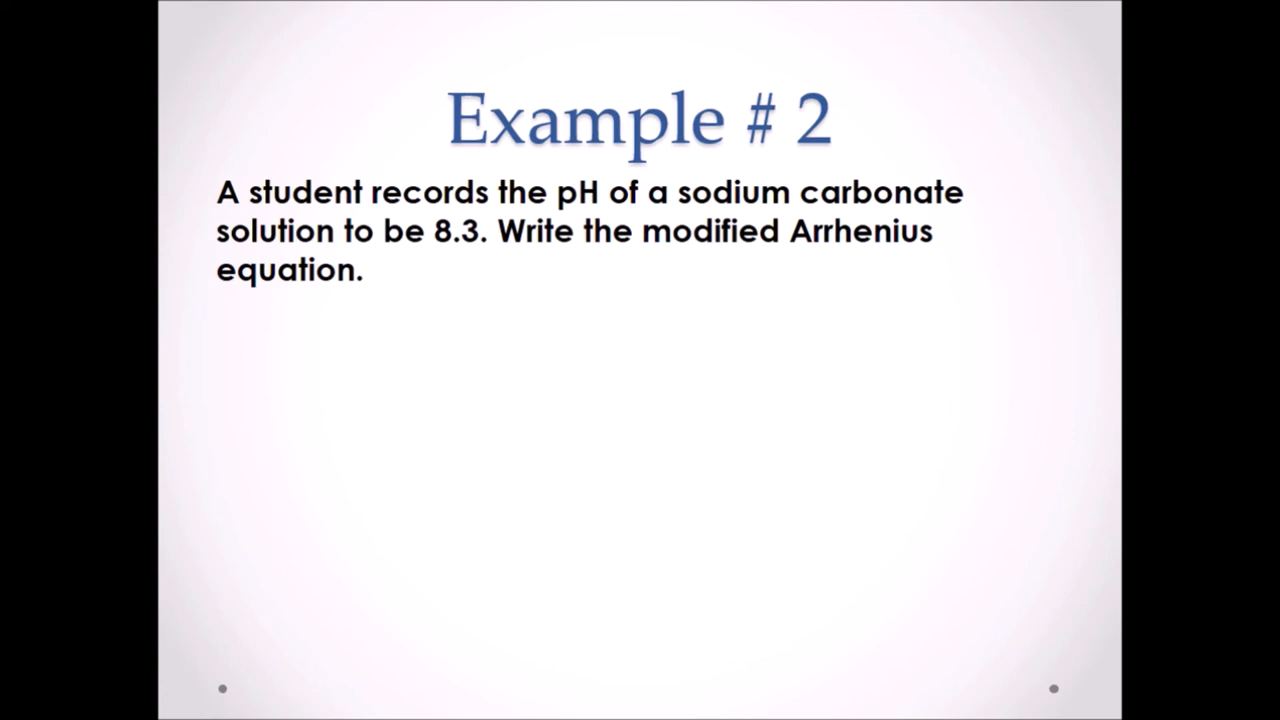 Example # 2
A student records the pH of a sodium carbonate
solution to be 8.3. Write the modified Arrhenius
equation.